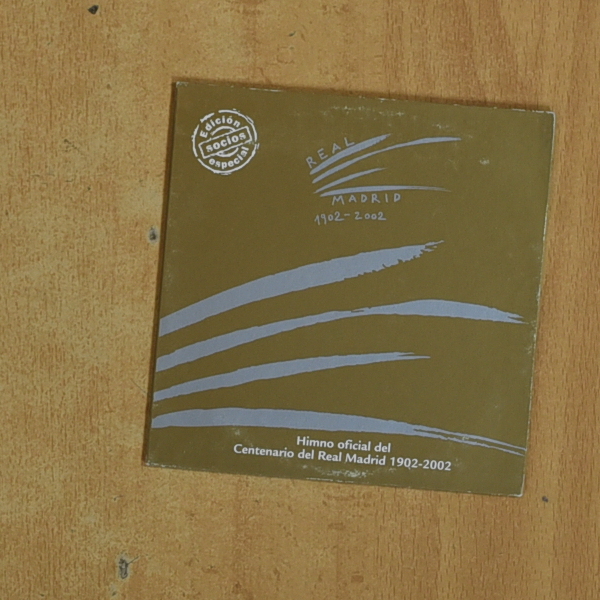 Edición
socios
especial
REAL
MADRID
1902-2002
Himno oficial del
Centenario del Real Madrid 1902-2002